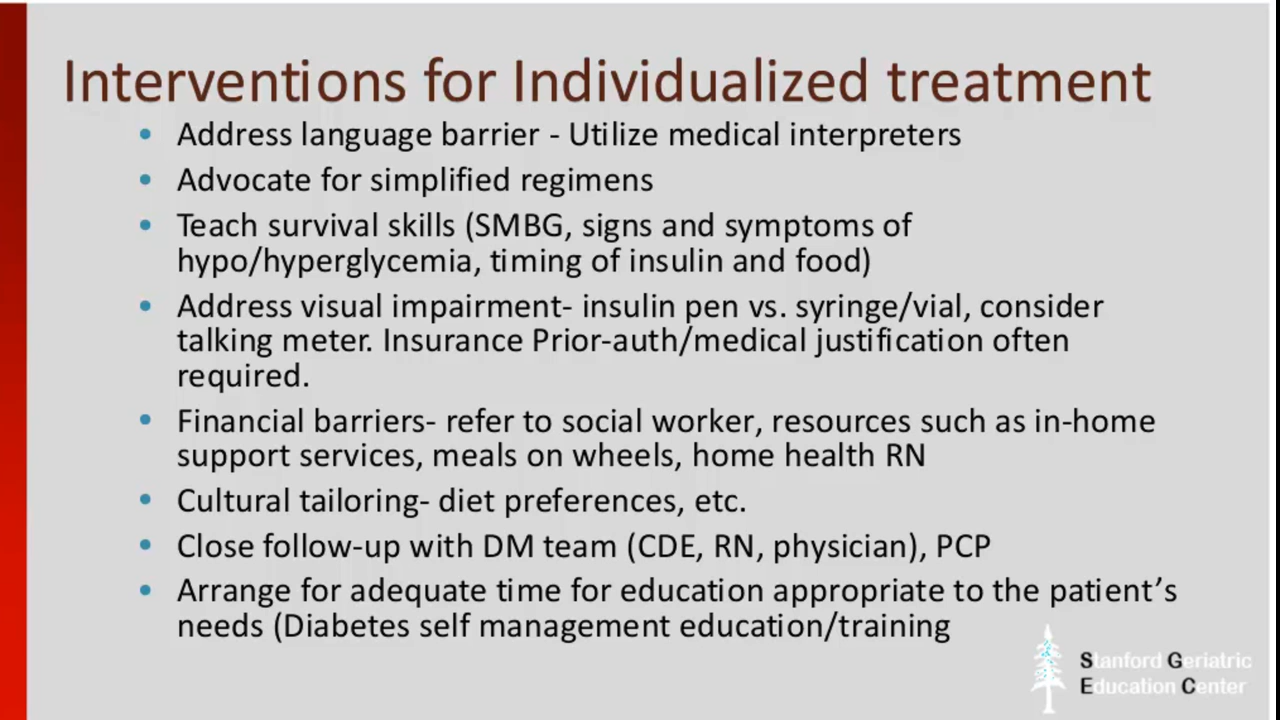 Interventions for Individualized treatment
• Address language barrier - Utilize medical interpreters
• Advocate for simplified regimens
• Teach survival skills (SMBG, signs and symptoms of
hypo/hyperglycemia, timing of insulin and food)
• Address visual impairment- insulin pen vs. syringe/vial, consider
talking meter. Insurance Prior-auth/medical justification often
required.
• Financial barriers- refer to social worker, resources such as in-home
support services, meals on wheels, home health RN
• Cultural tailoring- diet preferences, etc.
• Close follow-up with DM team (CDE, RN, physician), PCP
• Arrange for adequate time for education appropriate to the patient’s
needs (Diabetes self management education/training
Stanford Geriatric
Education Center